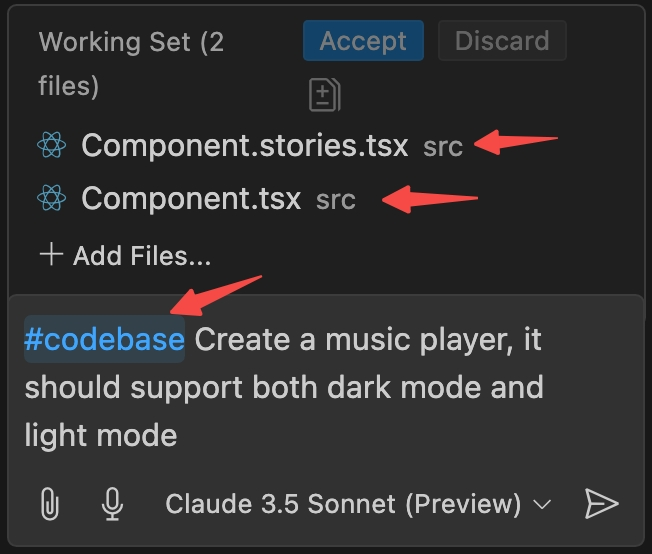 Working Set (2
files)
Accept
Discard
Component.stories.tsx src
Component.tsx src
+ Add Files...
#codebase Create a music player, it
should support both dark mode and
light mode
Claude 3.5 Sonnet (Preview)